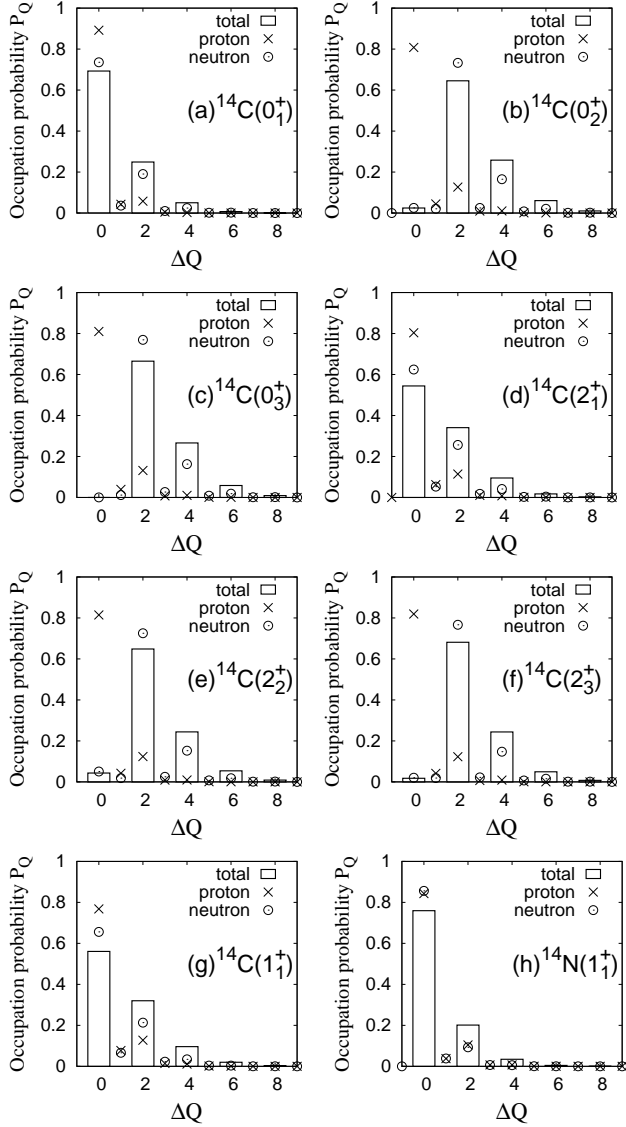 Occupation probability P_Q
1
0.8
0.6
0.4
0.2
0
total
proton
neutron
(a)¹⁴C(0₁⁺)
0 2 4 6 8
ΔQ
Occupation probability P_Q
1
0.8
0.6
0.4
0.2
0
total
proton
neutron
(b)¹⁴C(0₂⁺)
0 2 4 6 8
ΔQ
Occupation probability P_Q
1
0.8
0.6
0.4
0.2
0
total
proton
neutron
(c)¹⁴C(0₃⁺)
0 2 4 6 8
ΔQ
Occupation probability P_Q
1
0.8
0.6
0.4
0.2
0
total
proton
neutron
(d)¹⁴C(2₁⁺)
0 2 4 6 8
ΔQ
Occupation probability P_Q
1
0.8
0.6
0.4
0.2
0
total
proton
neutron
(e)¹⁴C(2₂⁺)
0 2 4 6 8
ΔQ
Occupation probability P_Q
1
0.8
0.6
0.4
0.2
0
total
proton
neutron
(f)¹⁴C(2₃⁺)
0 2 4 6 8
ΔQ
Occupation probability P_Q
1
0.8
0.6
0.4
0.2
0
total
proton
neutron
(g)¹⁴C(1₁⁺)
0 2 4 6 8
ΔQ
Occupation probability P_Q
1
0.8
0.6
0.4
0.2
0
total
proton
neutron
(h)¹⁴N(1₁⁺)
0 2 4 6 8
ΔQ